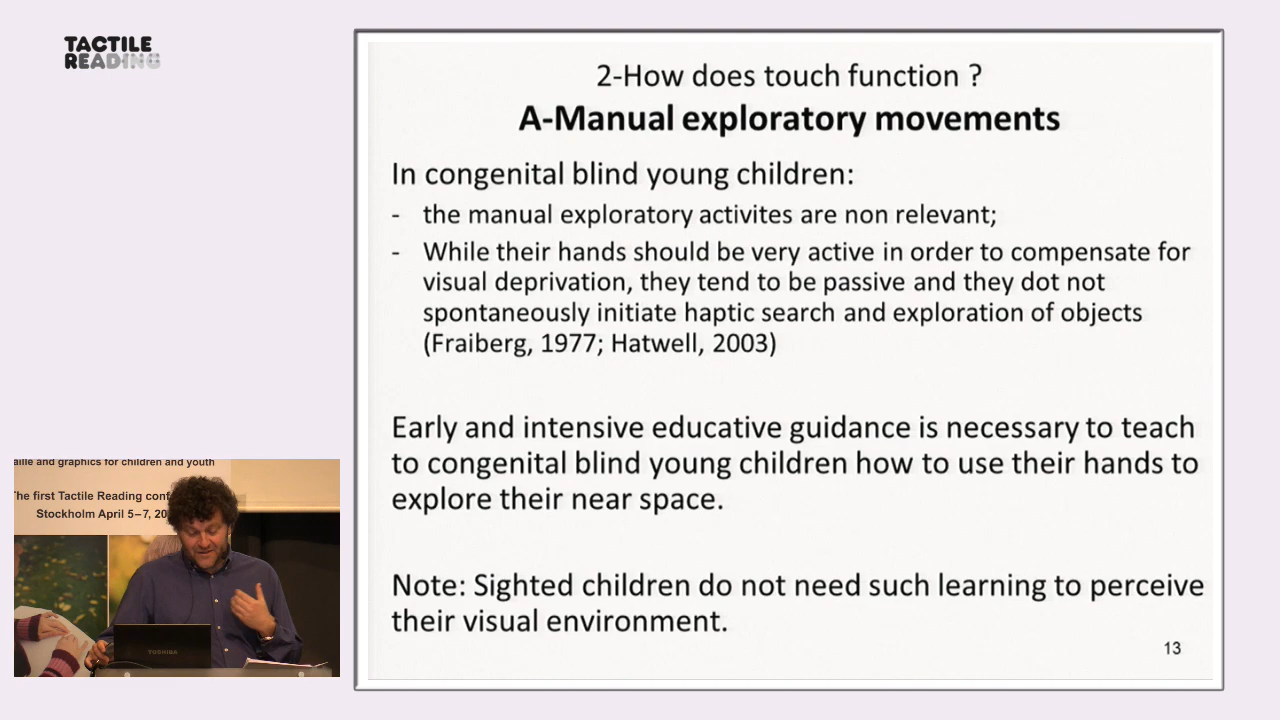 TACTILE
READING
2-How does touch function ?
A-Manual exploratory movements
In congenital blind young children:
- the manual exploratory activites are non relevant;
- While their hands should be very active in order to compensate for
visual deprivation, they tend to be passive and they dot not
spontaneously initiate haptic search and exploration of objects
(Fraiberg, 1977; Hatwell, 2003)
Early and intensive educative guidance is necessary to teach
to congenital blind young children how to use their hands to
explore their near space.
Note: Sighted children do not need such learning to perceive
their visual environment.
13
and graphics for children and youth
first Tactile Reading
Stockholm April 5–7,
TOSHIBA